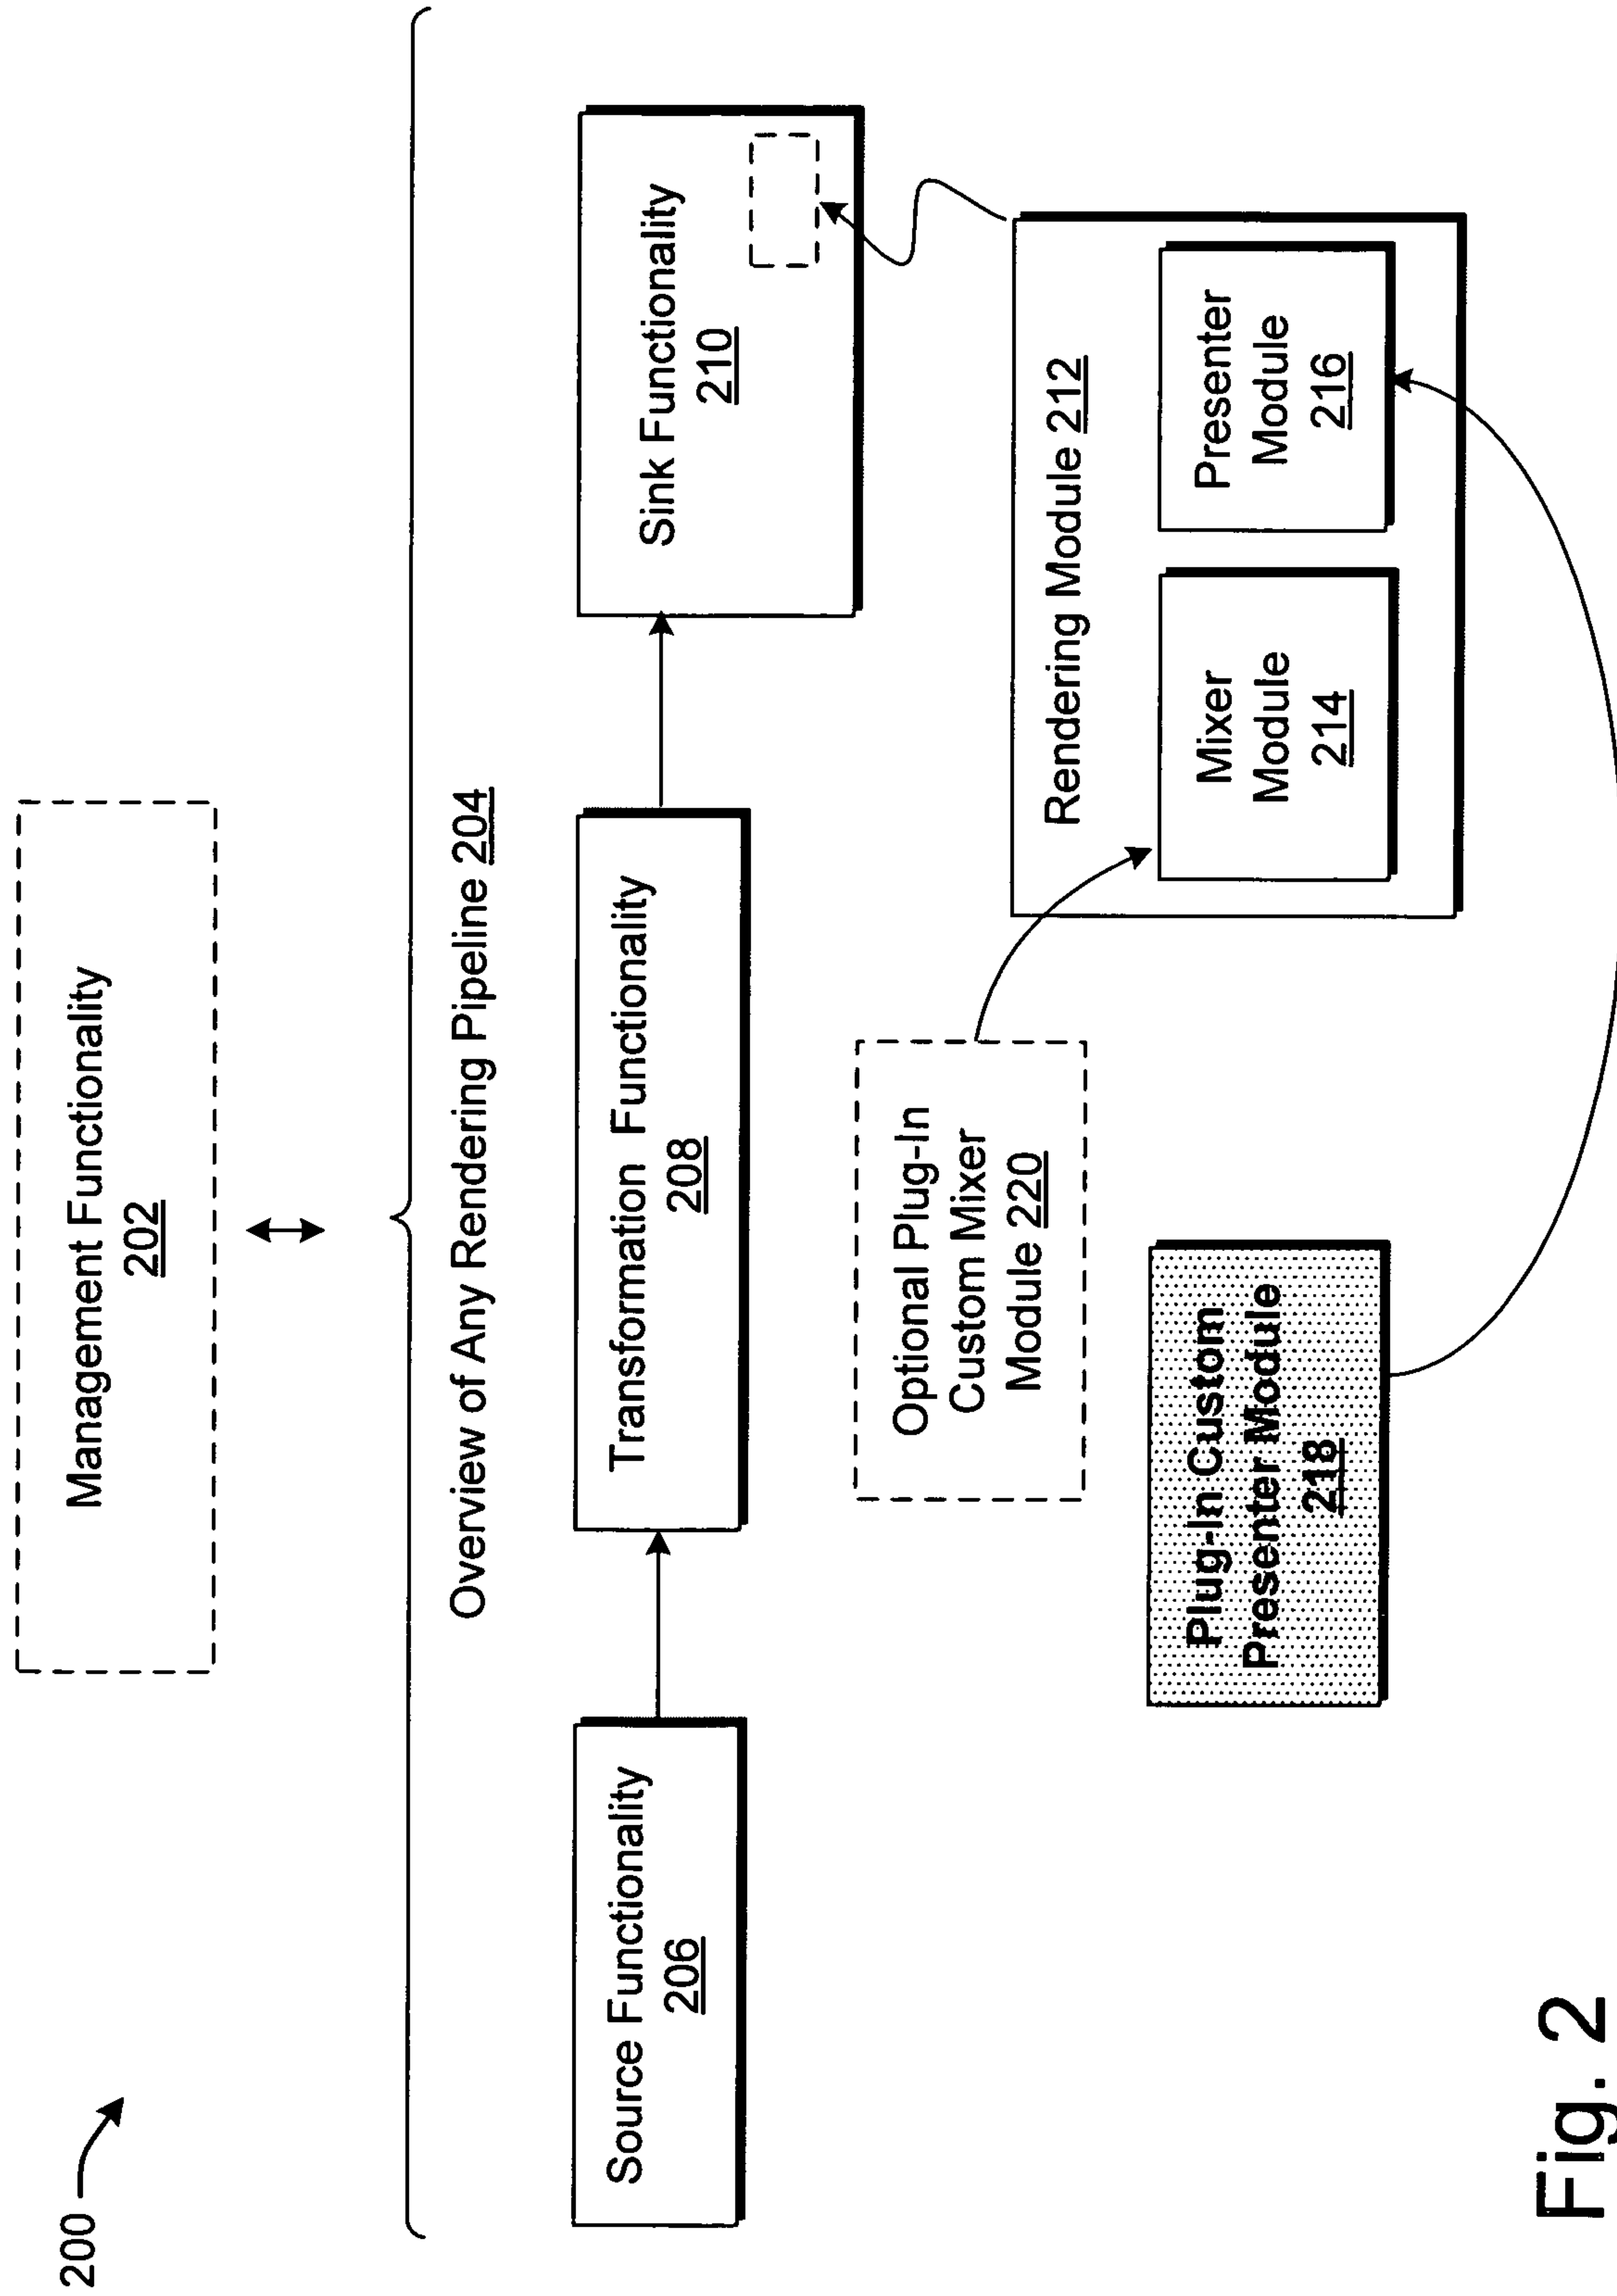 200
Management Functionality
202
Overview of Any Rendering Pipeline 204
Source Functionality
206
Transformation Functionality
208
Sink Functionality
210
Optional Plug-In
Custom Mixer
Module 220
Rendering Module 212
Mixer
Module
214
Presenter
Module
216
Plug-In Custom
Presenter Module
218
Fig. 2